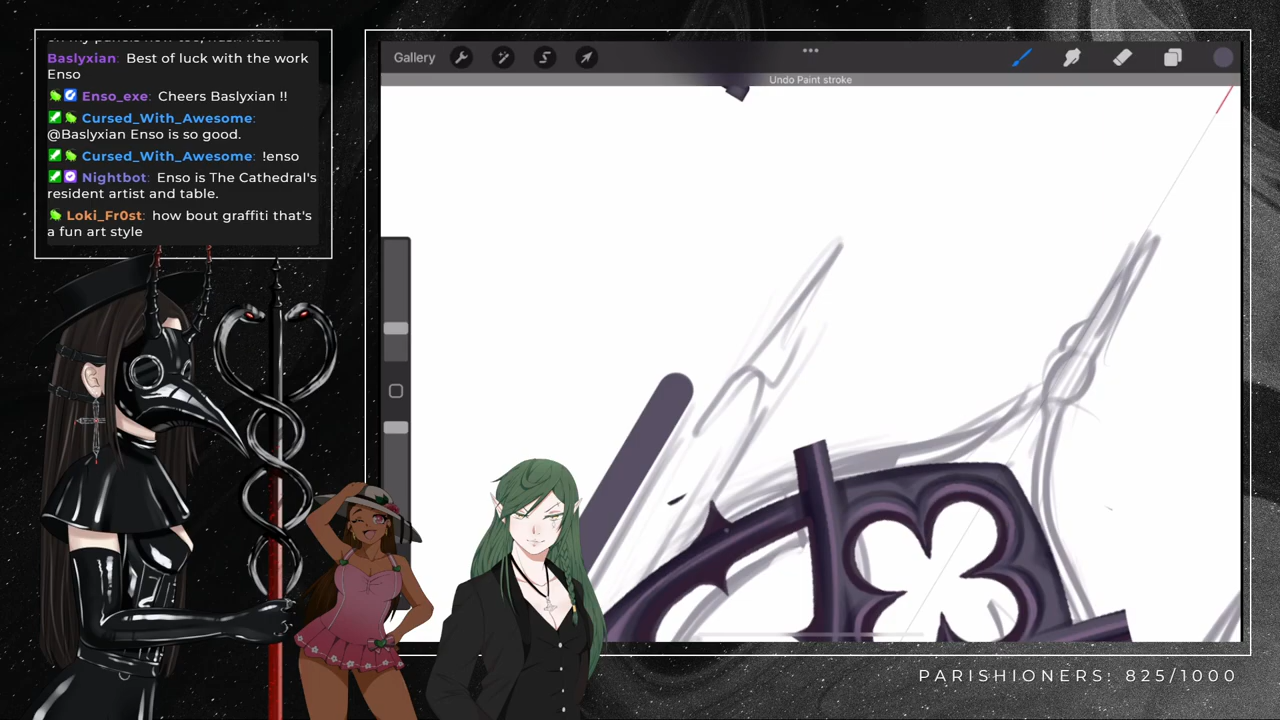 Baslyxian: Best of luck with the work
Enso
Enso_exe: Cheers Baslyxian !!
Cursed_With_Awesome:
@Baslyxian Enso is so good.
Cursed_With_Awesome: !enso
Nightbot: Enso is The Cathedral's
resident artist and table.
Loki_Fr0st: how bout graffiti that's
a fun art style
Gallery
Undo Paint stroke
PARISHIONERS: 825/1000